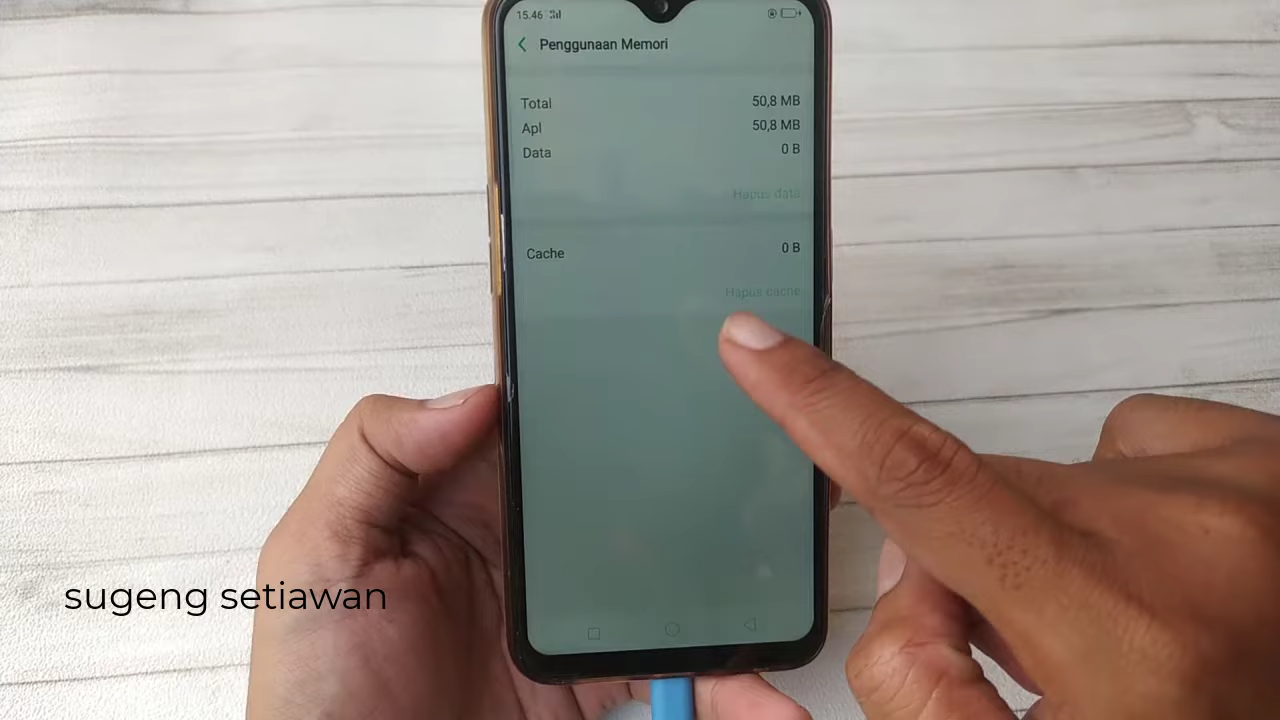 15.46
Penggunaan Memori
Total 50,8 MB
Apl 50,8 MB
Data 0 B
Hapus data
Cache 0 B
Hapus cache
sugeng setiawan